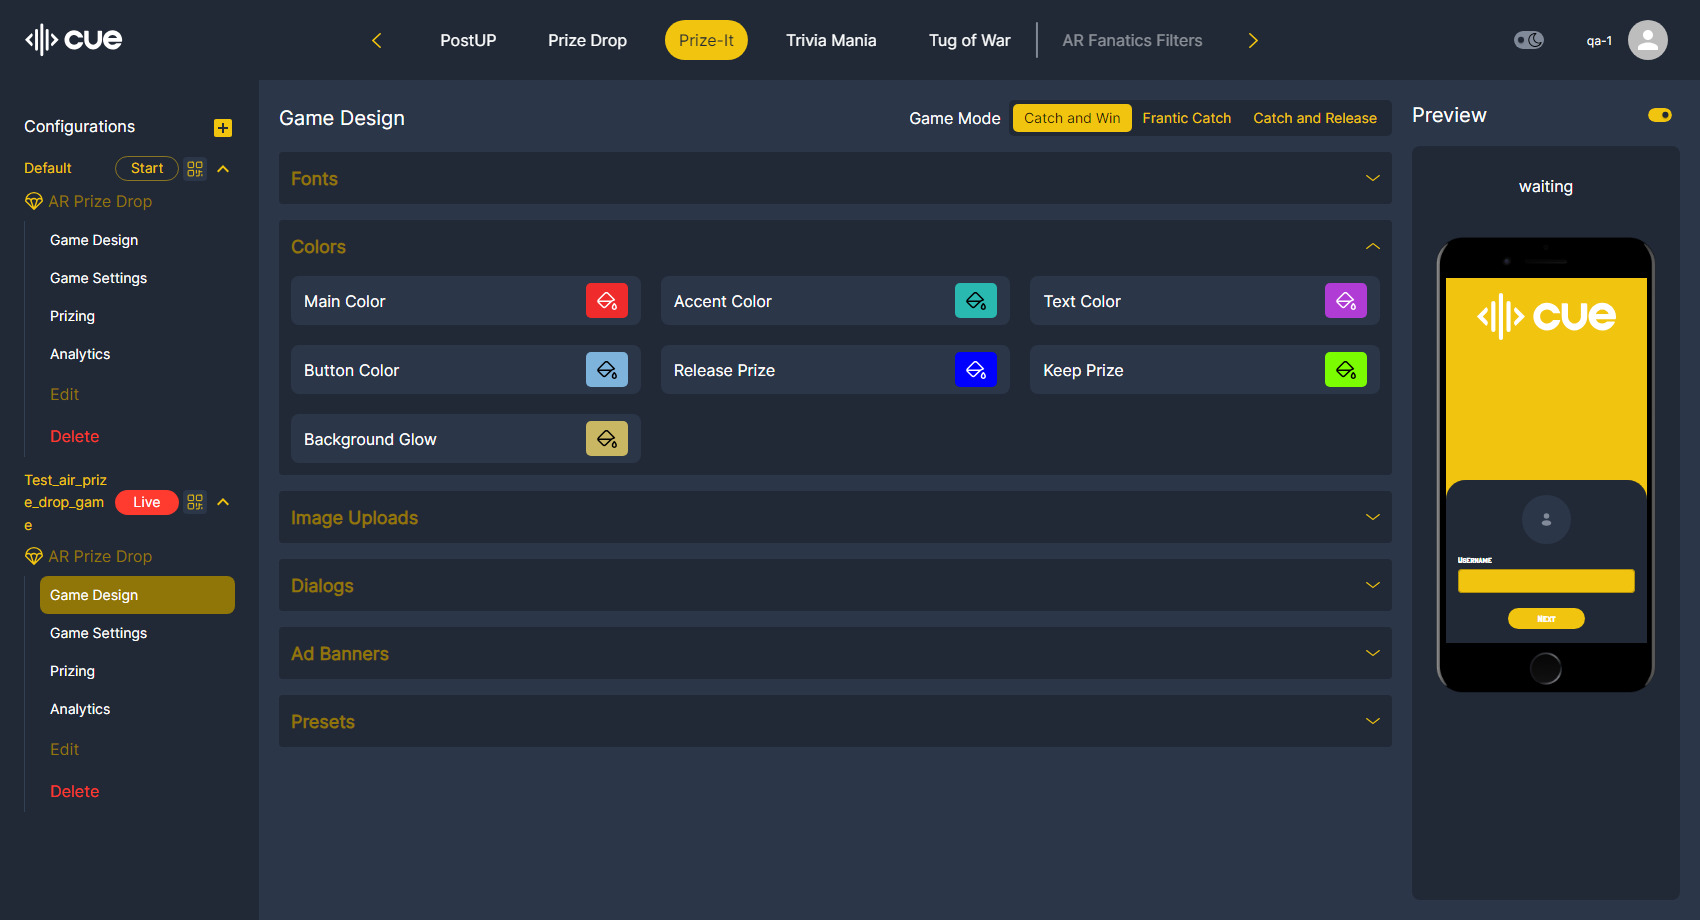 cue
PostUP
Prize Drop
Prize-It
Trivia Mania
Tug of War
AR Fanatics Filters
qa-1
Configurations
Default
Start
AR Prize Drop
Game Design
Game Settings
Prizing
Analytics
Edit
Delete
Test_air_priz
e_drop_gam
e
Live
AR Prize Drop
Game Design
Game Settings
Prizing
Analytics
Edit
Delete
Game Design
Game Mode
Catch and Win
Frantic Catch
Catch and Release
Fonts
Colors
Main Color
Accent Color
Text Color
Button Color
Release Prize
Keep Prize
Background Glow
Image Uploads
Dialogs
Ad Banners
Presets
Preview
waiting
cue
Username
Next